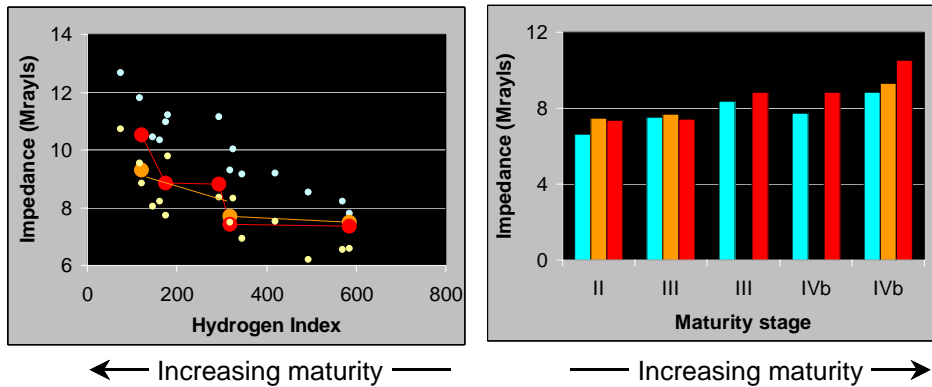 Impedance (Mrayls)
14
12
10
8
6
0
200
400
600
800
Hydrogen Index
Increasing maturity
Impedance (Mrayls)
12
8
4
0
II
III
III
IVb
IVb
Maturity stage
Increasing maturity